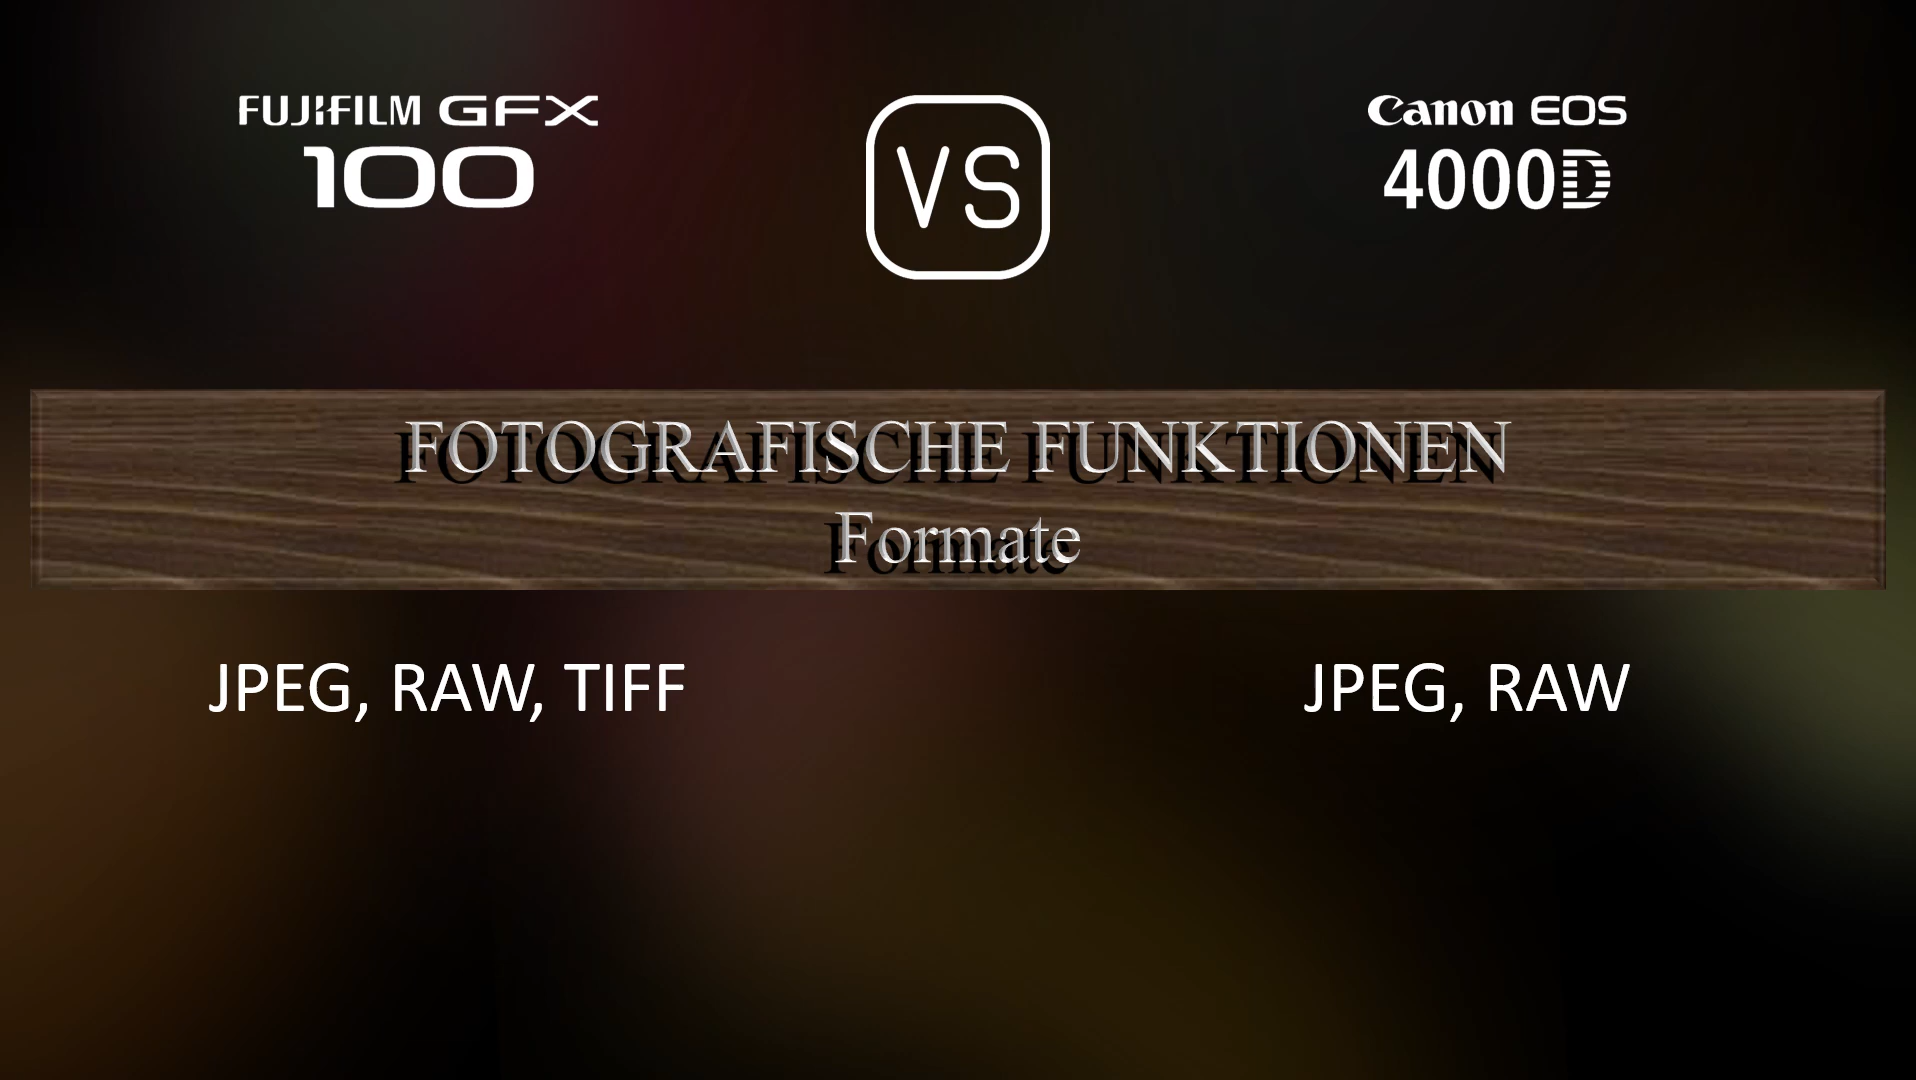 FUJIFILM GFX
100
VS
Canon EOS
4000D
FOTOGRAFISCHE FUNKTIONEN
Formate
JPEG, RAW, TIFF
JPEG, RAW